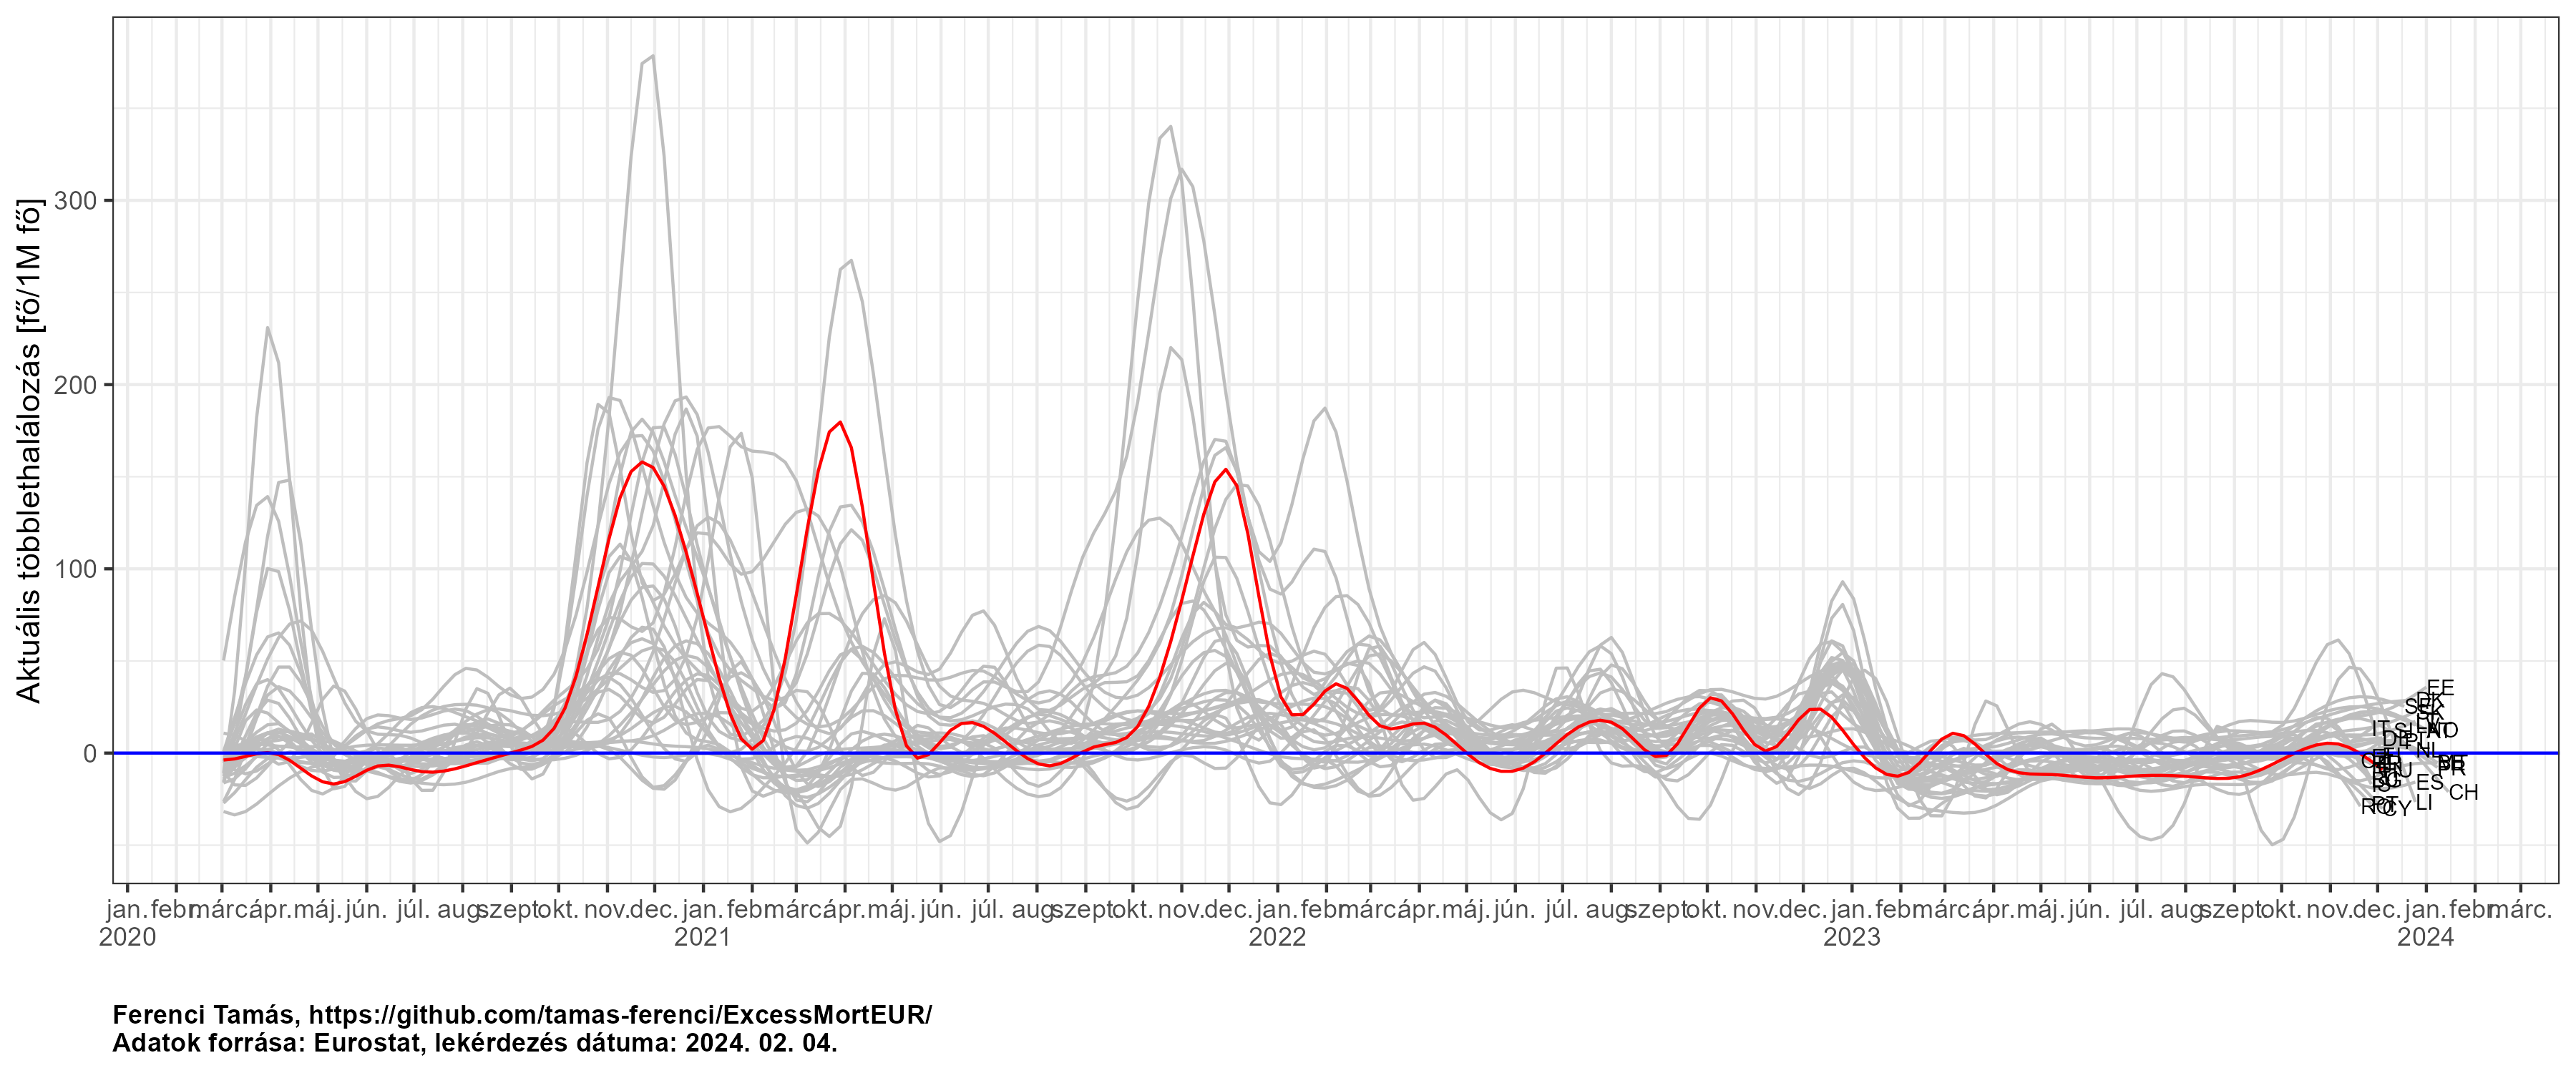 Aktuális többlethalálozás [fő/1M fő]
300
200
100
0
EE
IT
NO
NL
ES
CH
LI
CY
jan. febr. márc. ápr. máj. jún. júl. aug. szept. okt. nov. dec. jan. febr. márc. ápr. máj. jún. júl. aug. szept. okt. nov. dec. jan. febr. márc. ápr. máj. jún. júl. aug. szept. okt. nov. dec. jan. febr. márc. ápr. máj. jún. júl. aug. szept. okt. nov. dec. jan. febr. márc.
2020 2021 2022 2023 2024
Ferenci Tamás, https://github.com/tamas-ferenci/ExcessMortEUR/
Adatok forrása: Eurostat, lekérdezés dátuma: 2024. 02. 04.